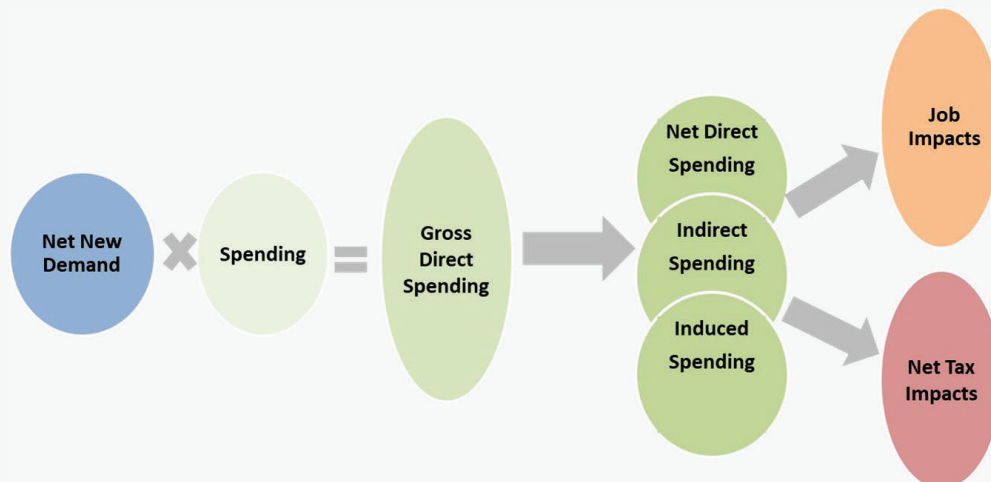 Net New
Demand
Spending
Gross
Direct
Spending
Net Direct
Spending
Indirect
Spending
Induced
Spending
Job
Impacts
Net Tax
Impacts